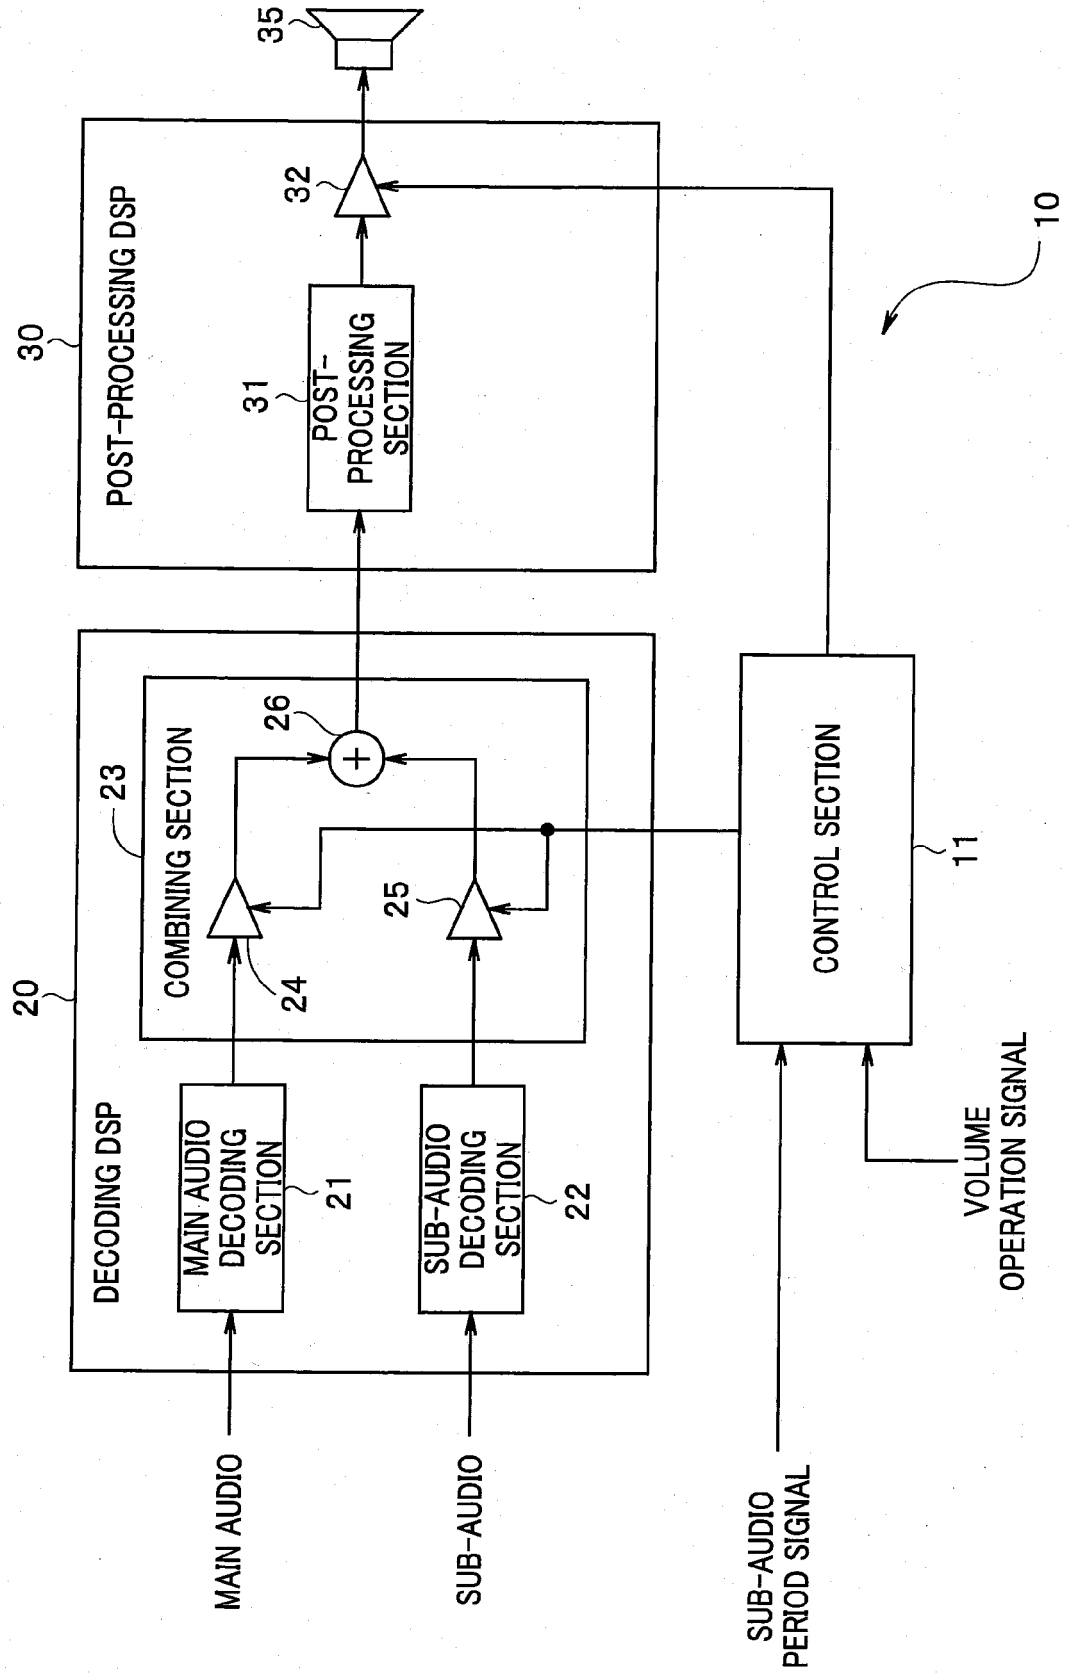 20
DECODING DSP
23
COMBINING SECTION
MAIN AUDIO
MAIN AUDIO
DECODING
SECTION
21
24
26
+
SUB-AUDIO
SUB-AUDIO
DECODING
SECTION
22
25
30
POST-PROCESSING DSP
31
POST-
PROCESSING
SECTION
32
35
SUB-AUDIO
PERIOD SIGNAL
VOLUME
OPERATION SIGNAL
CONTROL SECTION
11
10